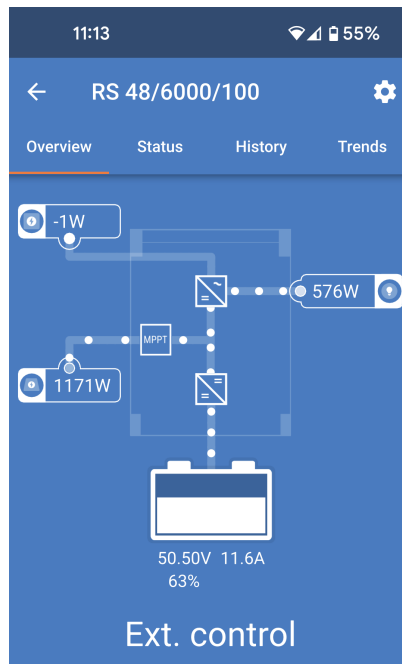 11:13 55%
RS 48/6000/100
Overview Status History Trends
-1W
576W
MPPT
1171W
50.50V 11.6A
63%
Ext. control